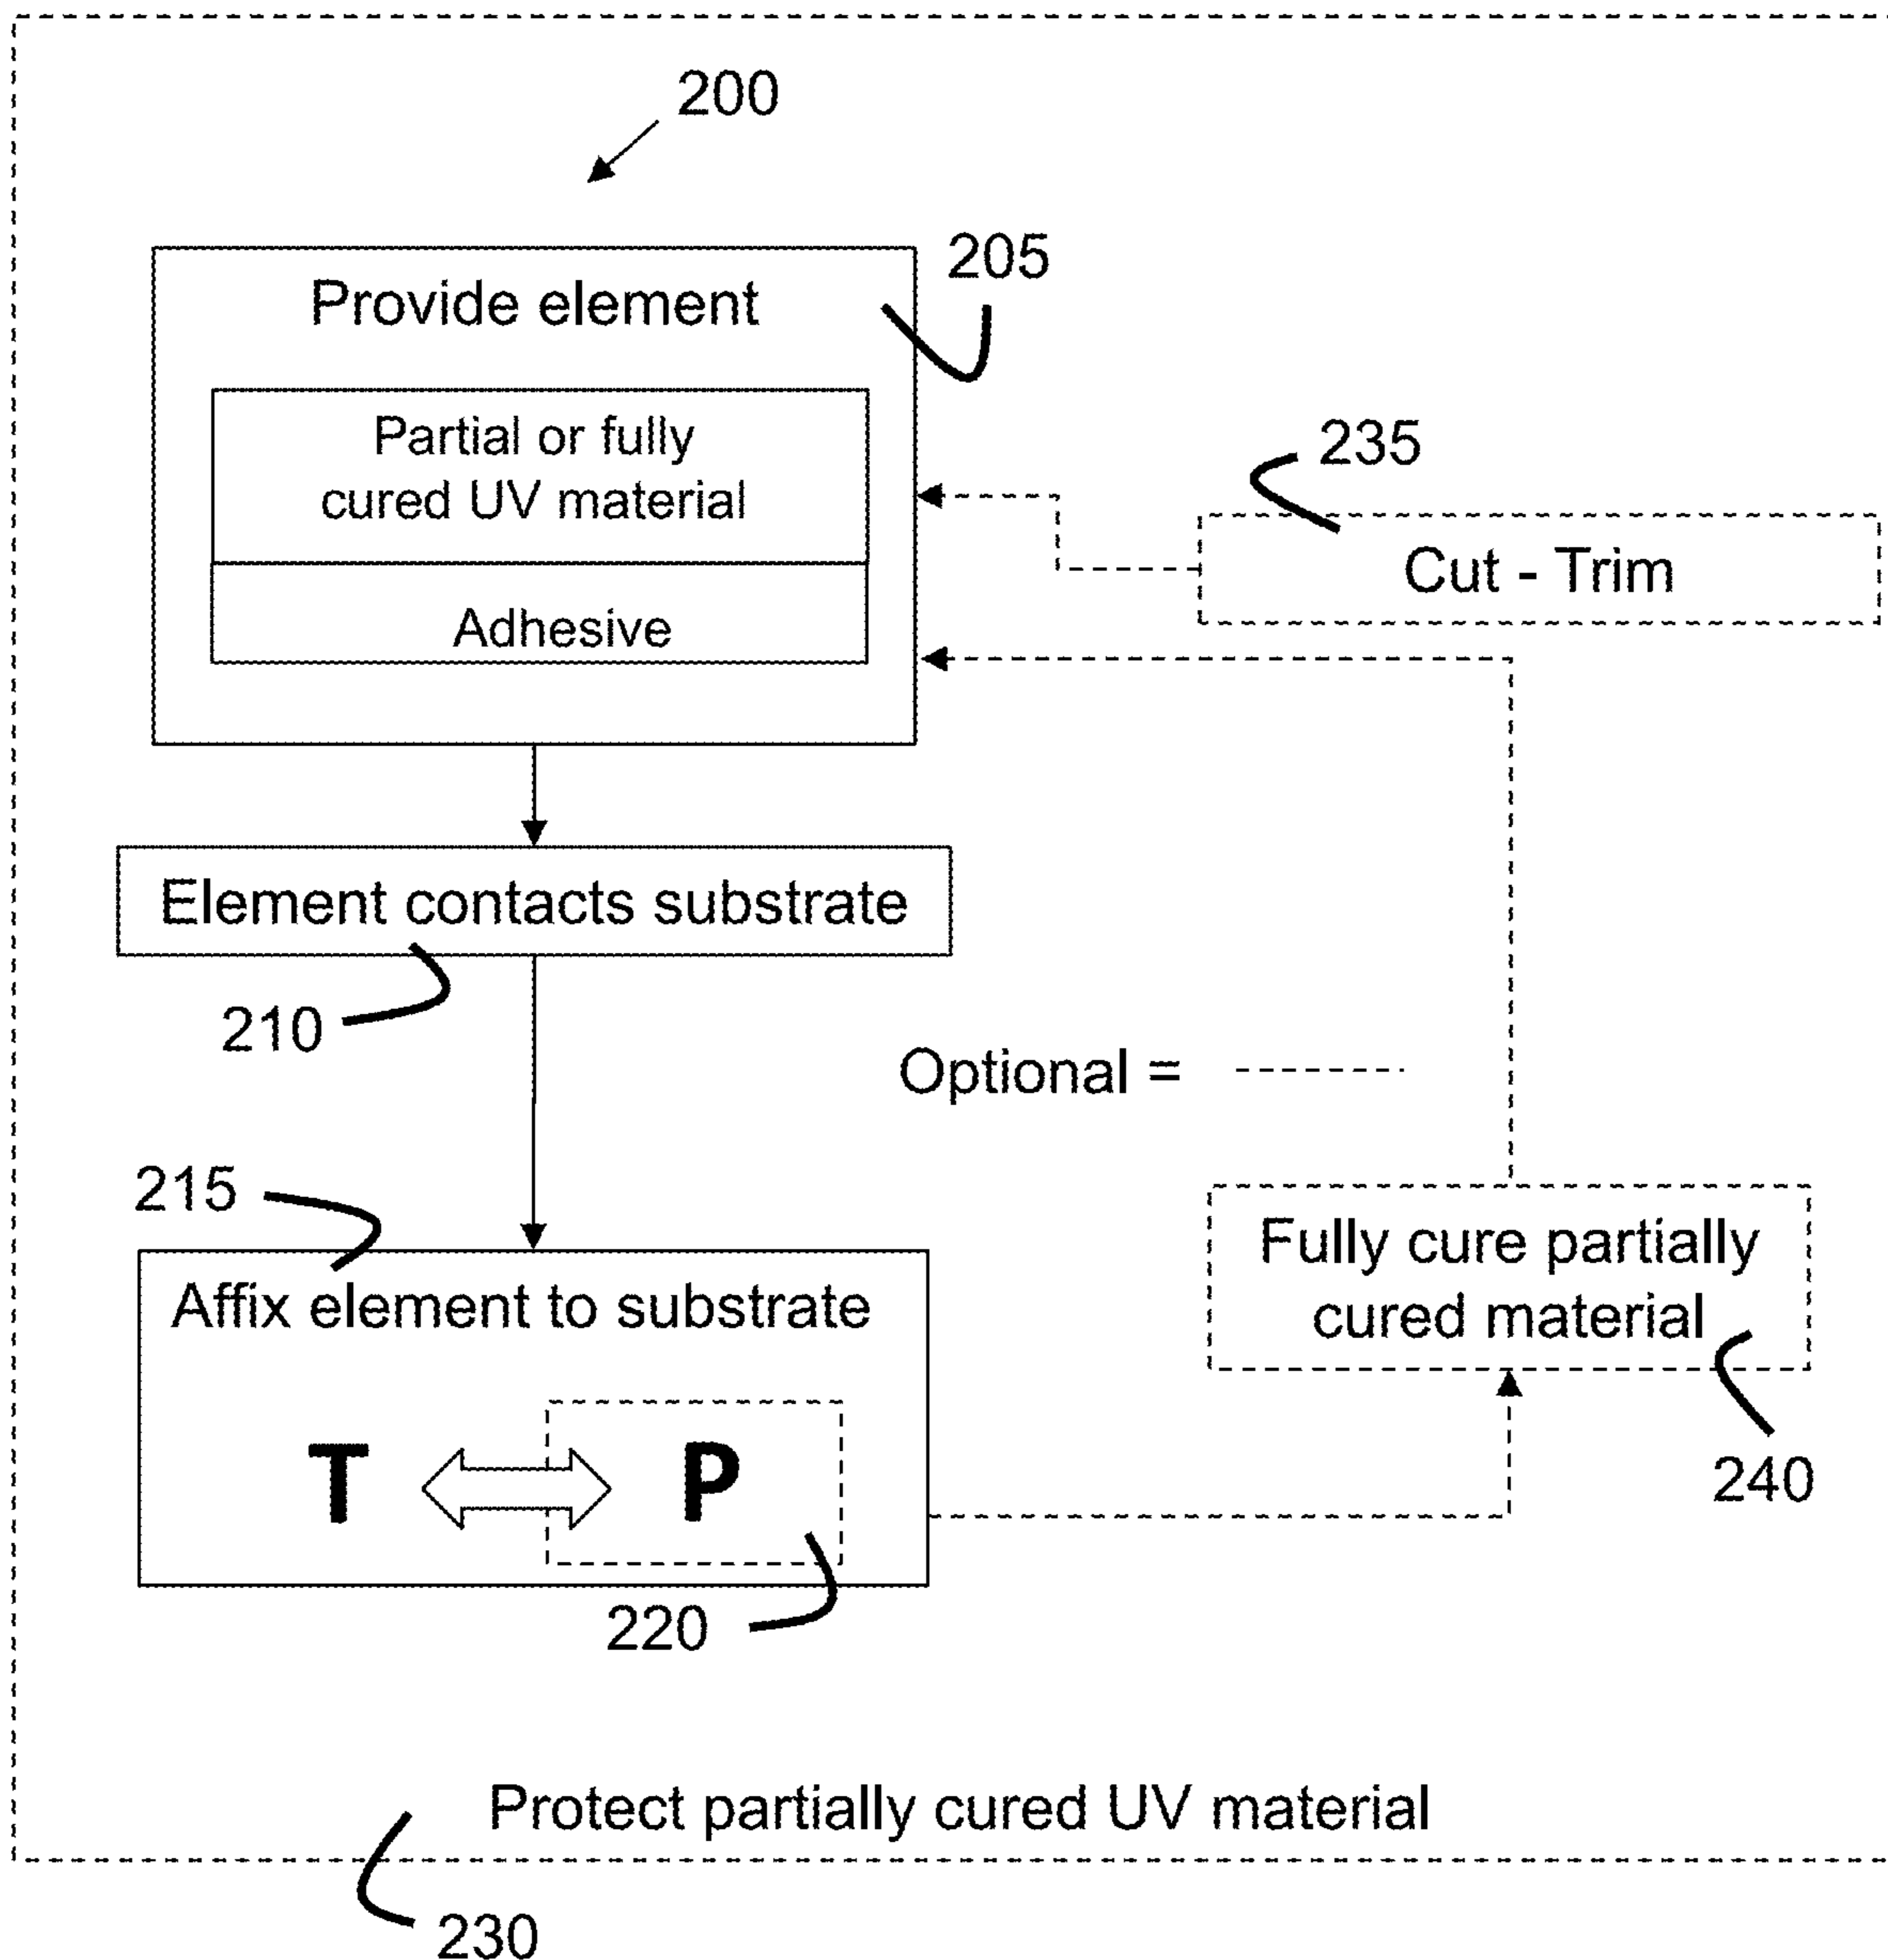 200
205
Provide element
Partial or fully
cured UV material
Adhesive
235
Cut - Trim
Element contacts substrate
210
Optional =
215
Affix element to substrate
T
P
220
Fully cure partially
cured material
240
Protect partially cured UV material
230